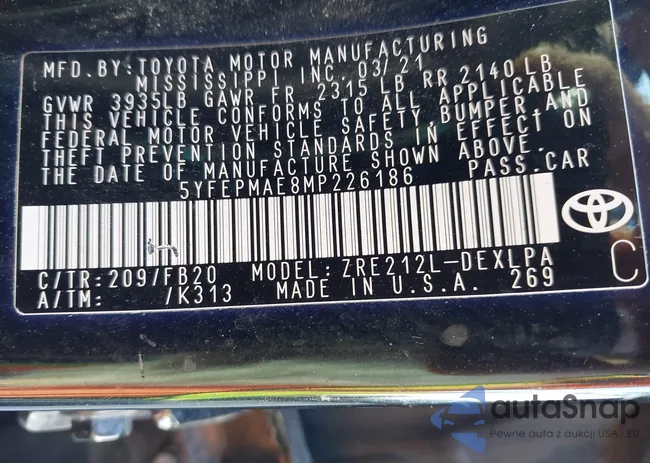 MFD. BY: TOYOTA MOTOR MANUFACTURING
MISSISSIPPI INC. 03/21
GVWR 3935LB GAWR FR 2315 LB RR 2140 LB
THIS VEHICLE CONFORMS TO ALL APPLICABLE
FEDERAL MOTOR VEHICLE SAFETY, BUMPER, AND
THEFT PREVENTION STANDARDS IN EFFECT ON
THE DATE OF MANUFACTURE SHOWN ABOVE.
5YFEPMAE8MP226186 PASS. CAR
C/TR: 209/FB20 MODEL: ZRE212L-DEXLPA
A/TM: /K313 MADE IN U.S.A. 269
C
autaSnap
Pewne auta z aukcji USA - EU